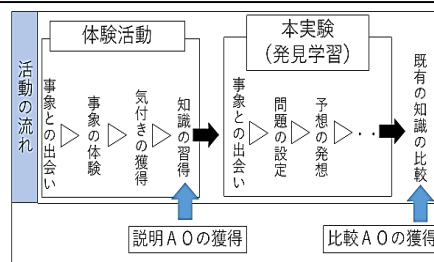 体験活動
本実験
(発見学習)
活動の流れ
事象との出会い
事象の体験
気付きの獲得
知識の習得
事象との出会い
問題の設定
予想の発想
・・
既有の知識の比較
説明AOの獲得
比較AOの獲得